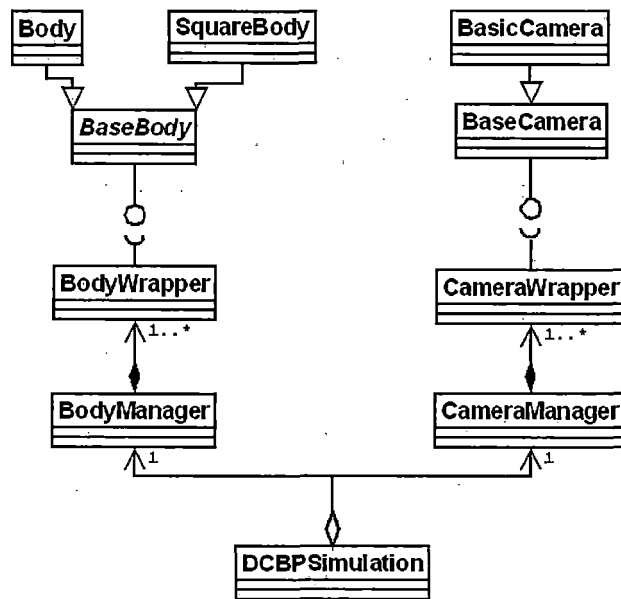 Body
SquareBody
BasicCamera
BaseBody
BaseCamera
BodyWrapper
CameraWrapper
1..*
1..*
BodyManager
CameraManager
1
1
DCBPSimulation